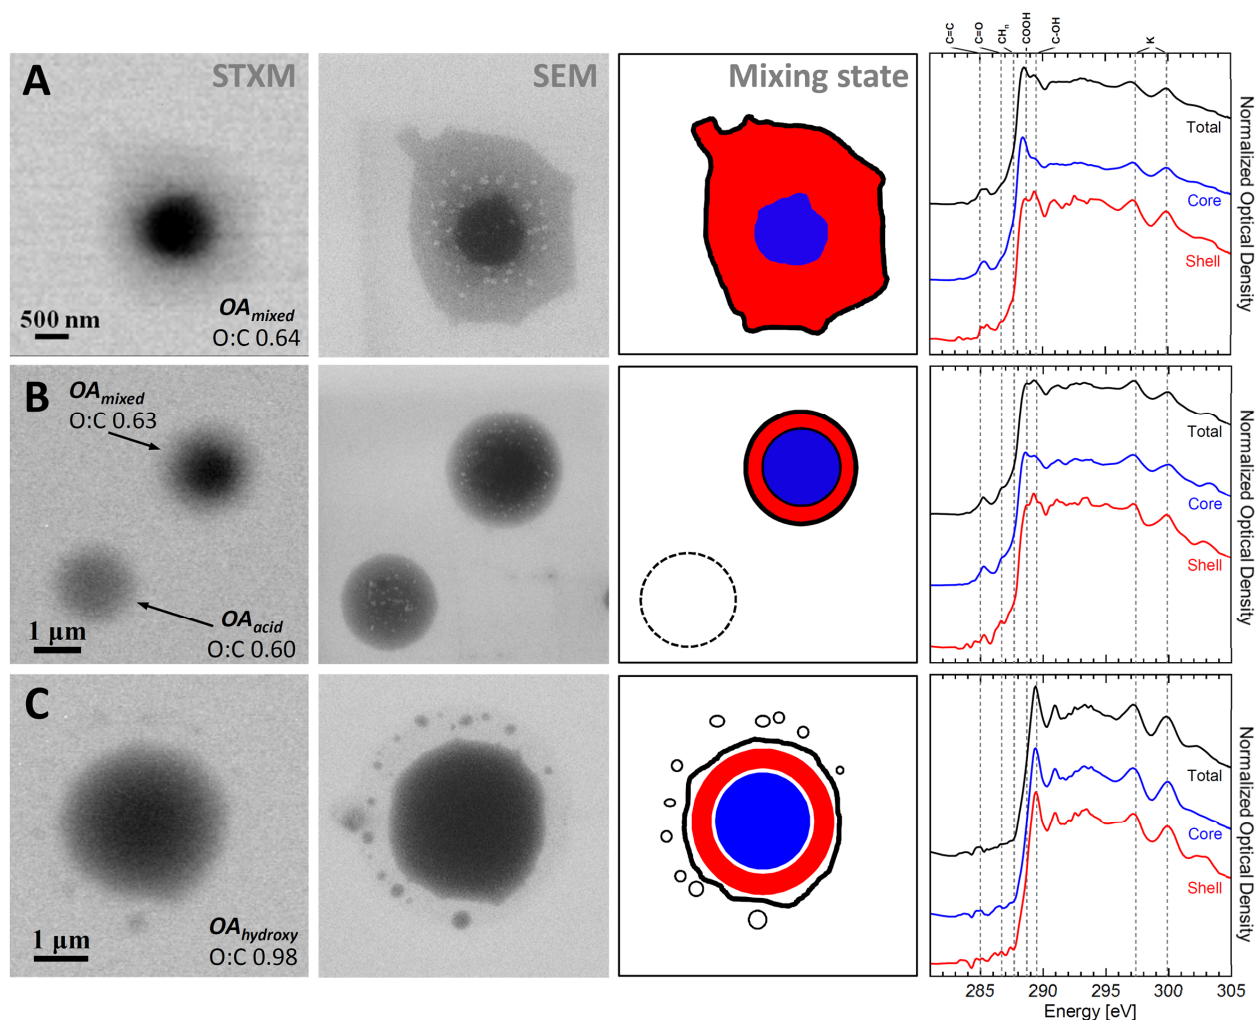 C=C
C=O
CHn
COOH
C-OH
K
A
STXM
SEM
Mixing state
OAmixed
O:C 0.64
500 nm
Total
Core
Shell
Normalized Optical Density
B
OAmixed
O:C 0.63
OAacid
O:C 0.60
1 µm
Total
Core
Shell
Normalized Optical Density
C
OAhydroxy
O:C 0.98
1 µm
Total
Core
Shell
Normalized Optical Density
285 290 295 300 305
Energy [eV]